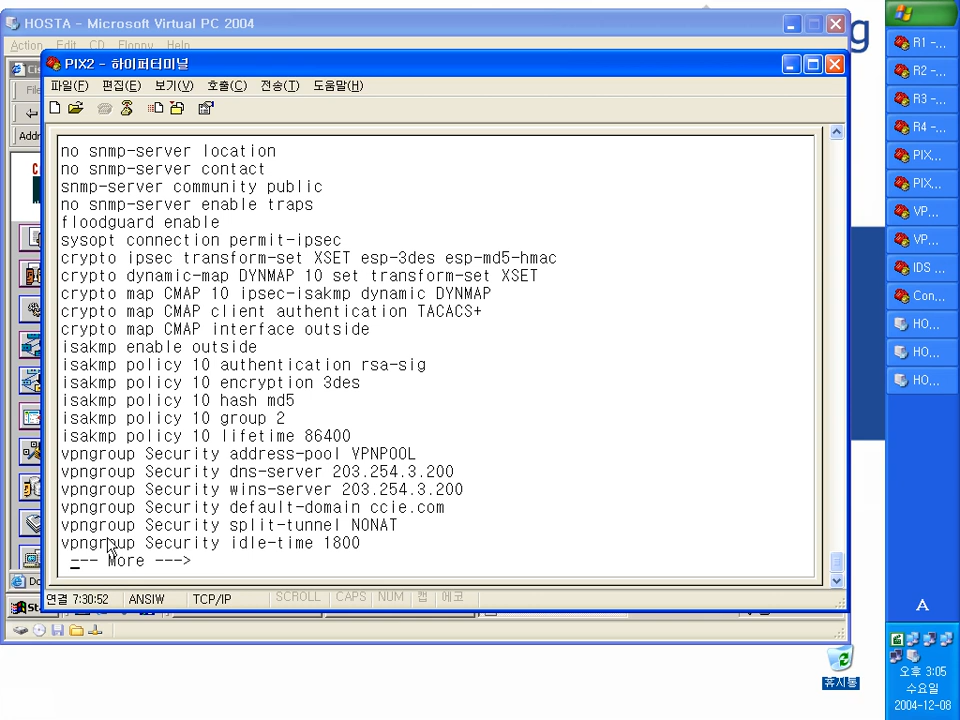 HOSTA - Microsoft Virtual PC 2004
Action Edit CD Floppy Help
PIX2 - 하이퍼터미널
파일(F) 편집(E) 보기(V) 호출(C) 전송(T) 도움말(H)
Addr
no snmp-server location
no snmp-server contact
snmp-server community public
no snmp-server enable traps
floodguard enable
sysopt connection permit-ipsec
crypto ipsec transform-set XSET esp-3des esp-md5-hmac
crypto dynamic-map DYNMAP 10 set transform-set XSET
crypto map CMAP 10 ipsec-isakmp dynamic DYNMAP
crypto map CMAP client authentication TACACS+
crypto map CMAP interface outside
isakmp enable outside
isakmp policy 10 authentication rsa-sig
isakmp policy 10 encryption 3des
isakmp policy 10 hash md5
isakmp policy 10 group 2
isakmp policy 10 lifetime 86400
vpngroup Security address-pool VPNPOOL
vpngroup Security dns-server 203.254.3.200
vpngroup Security wins-server 203.254.3.200
vpngroup Security default-domain ccie.com
vpngroup Security split-tunnel NONAT
vpngroup Security idle-time 1800
--- More --->
연결 7:30:52 ANSIW TCP/IP SCROLL CAPS NUM 캡 에코
R1 -...
R2 -...
R3 -...
R4 -...
PIX...
PIX...
VP...
VP...
IDS ...
Con...
HO...
HO...
HO...
A
휴지통
오후 3:05
수요일
2004-12-08